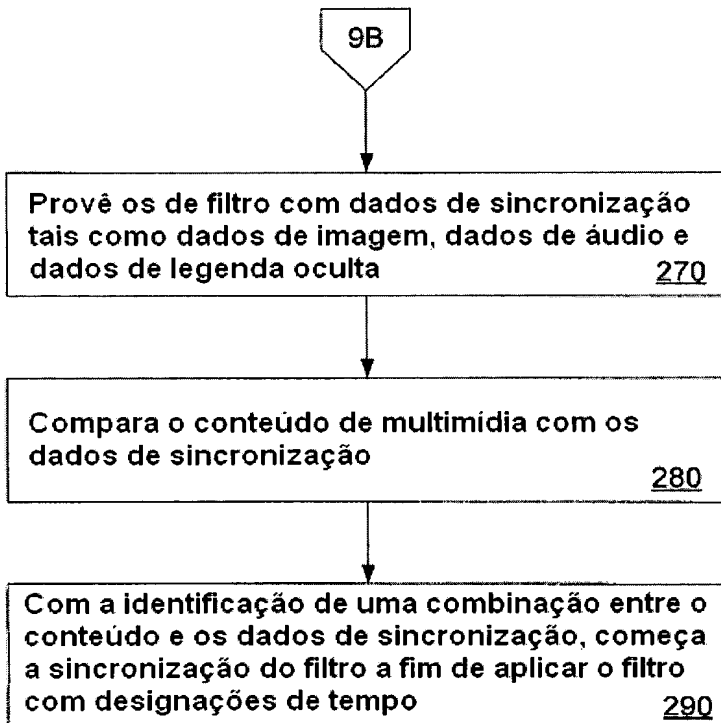 9B
Provê os de filtro com dados de sincronização
tais como dados de imagem, dados de áudio e
dados de legenda oculta
270
Compara o conteúdo de multimídia com os
dados de sincronização
280
Com a identificação de uma combinação entre o
conteúdo e os dados de sincronização, começa
a sincronização do filtro a fim de aplicar o filtro
com designações de tempo
290